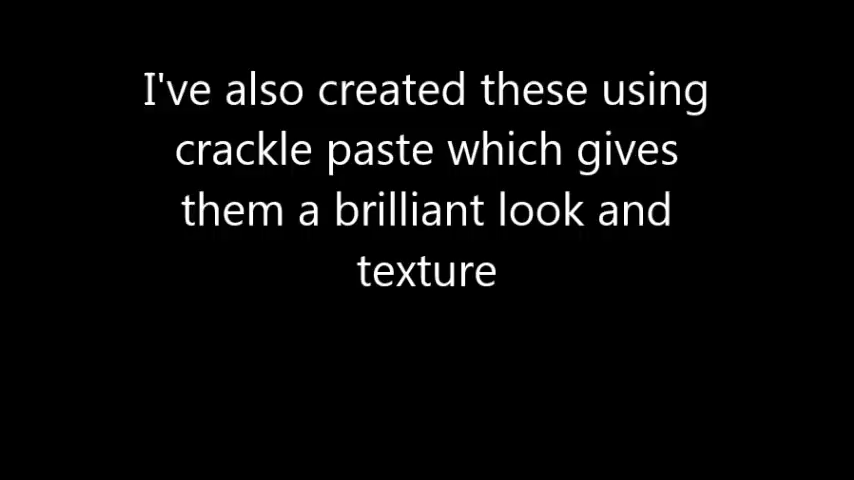 I've also created these using
crackle paste which gives
them a brilliant look and
texture